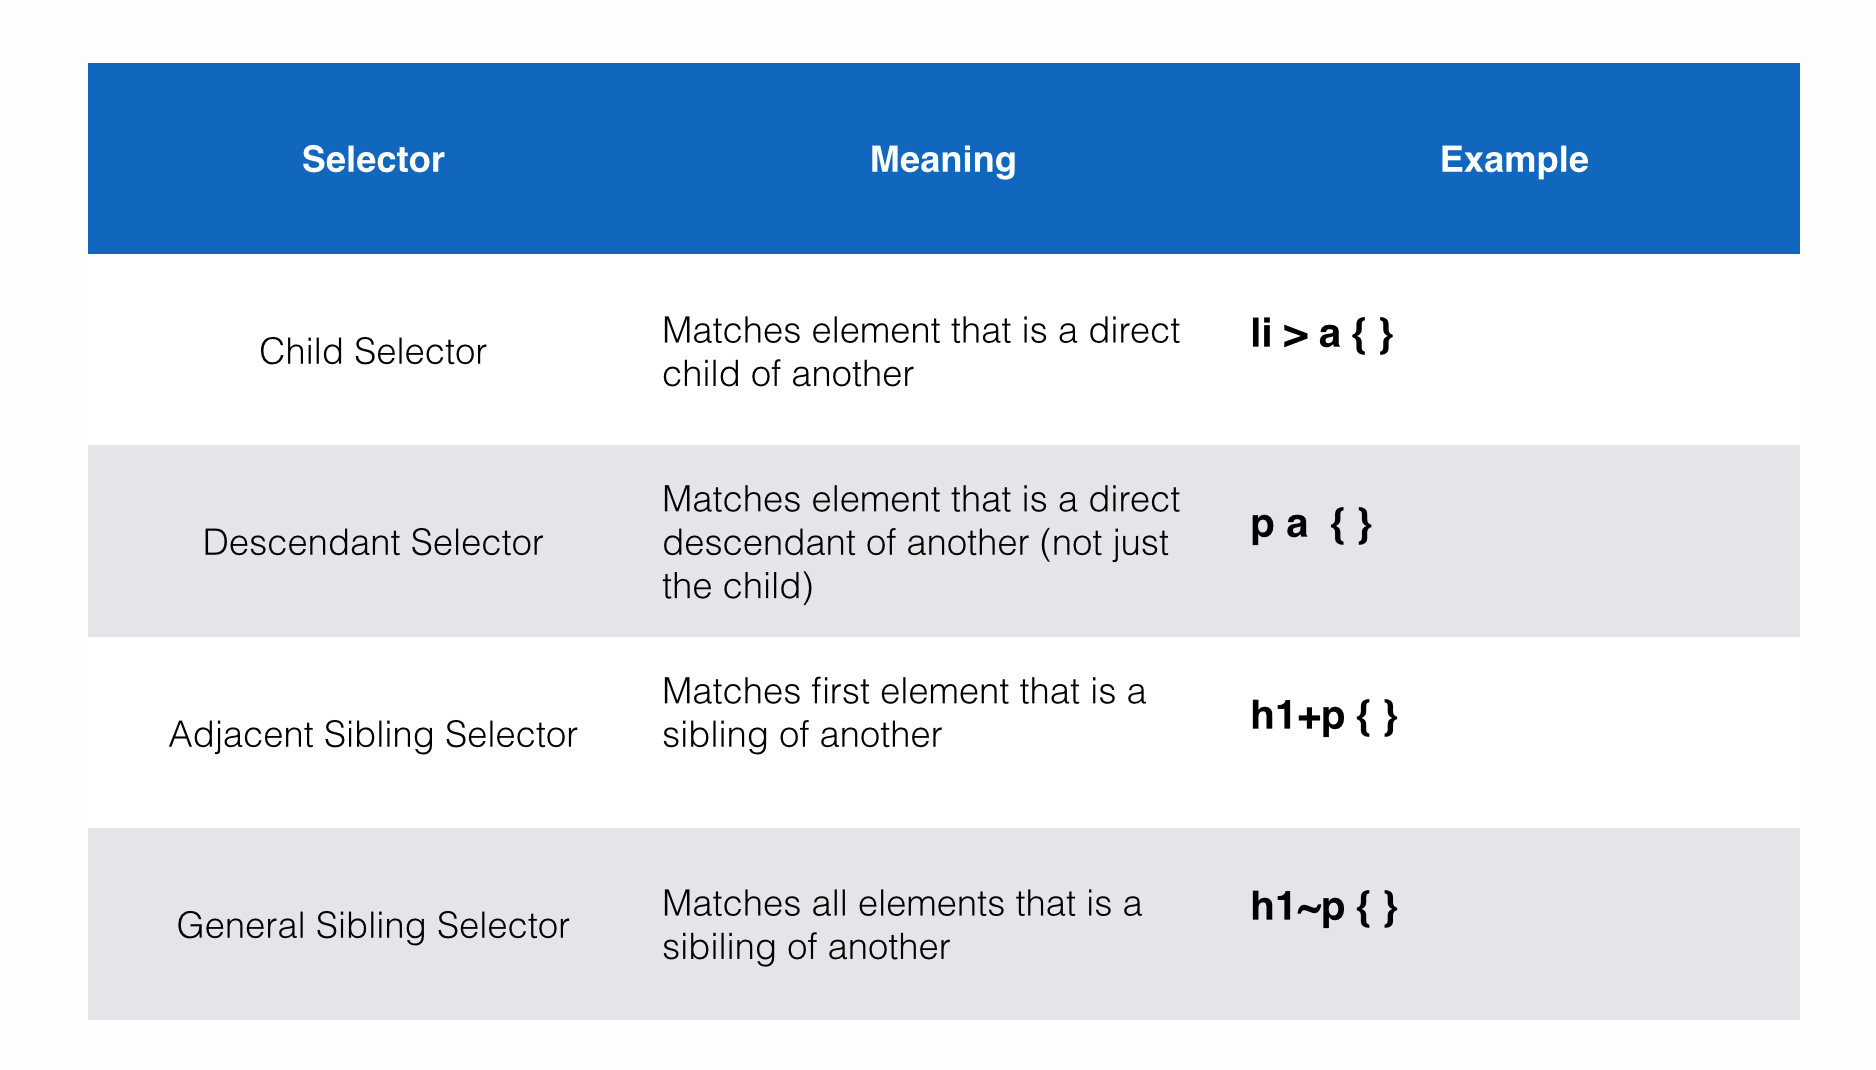 Selector Meaning Example
Child Selector
Matches element that is a direct
child of another
li > a { }
Descendant Selector
Matches element that is a direct
descendant of another (not just
the child)
p a  { }
Adjacent Sibling Selector
Matches first element that is a
sibling of another
h1+p { }
General Sibling Selector
Matches all elements that is a
sibiling of another
h1~p { }